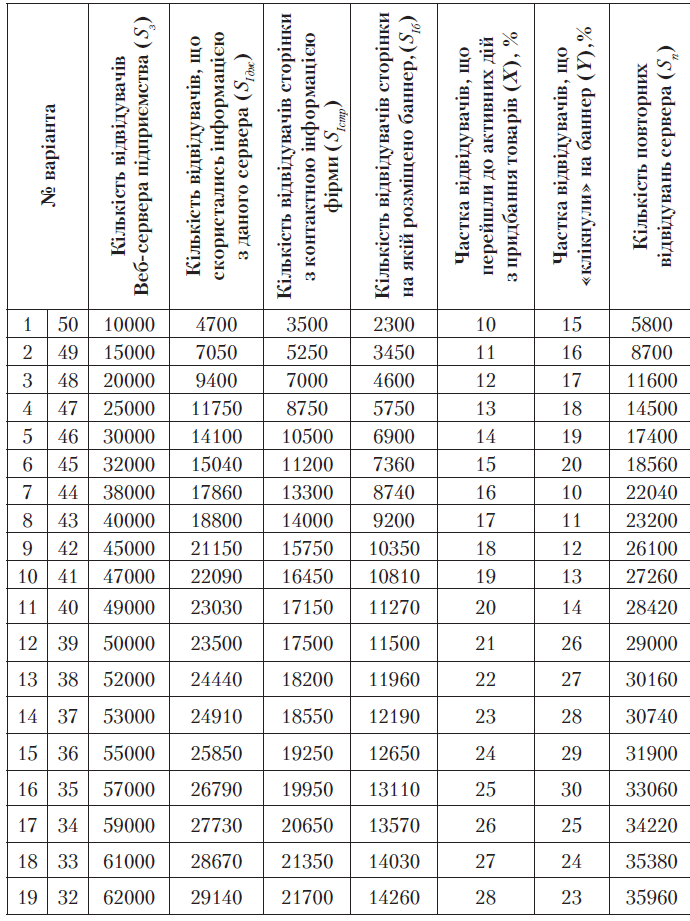 № варіанта
Кількість відвідувачів
Веб-сервера підприємства (Sз)
Кількість відвідувачів, що
скористались інформацією
з даного сервера (SІдж)
Кількість відвідувачів сторінки
з контактною інформацією
фірми (SІстр)
Кількість відвідувачів сторінки
на якій розміщено баннер,(SІб)
Частка відвідувачів, що
перейшли до активних дій
з придбання товарів (X), %
Частка відвідувачів, що
«клікнули» на баннер (Y),%
Кількість повторних
відвідувань сервера (Sп)
1 50 10000 4700 3500 2300 10 15 5800
2 49 15000 7050 5250 3450 11 16 8700
3 48 20000 9400 7000 4600 12 17 11600
4 47 25000 11750 8750 5750 13 18 14500
5 46 30000 14100 10500 6900 14 19 17400
6 45 32000 15040 11200 7360 15 20 18560
7 44 38000 17860 13300 8740 16 10 22040
8 43 40000 18800 14000 9200 17 11 23200
9 42 45000 21150 15750 10350 18 12 26100
10 41 47000 22090 16450 10810 19 13 27260
11 40 49000 23030 17150 11270 20 14 28420
12 39 50000 23500 17500 11500 21 26 29000
13 38 52000 24440 18200 11960 22 27 30160
14 37 53000 24910 18550 12190 23 28 30740
15 36 55000 25850 19250 12650 24 29 31900
16 35 57000 26790 19950 13110 25 30 33060
17 34 59000 27730 20650 13570 26 25 34220
18 33 61000 28670 21350 14030 27 24 35380
19 32 62000 29140 21700 14260 28 23 35960